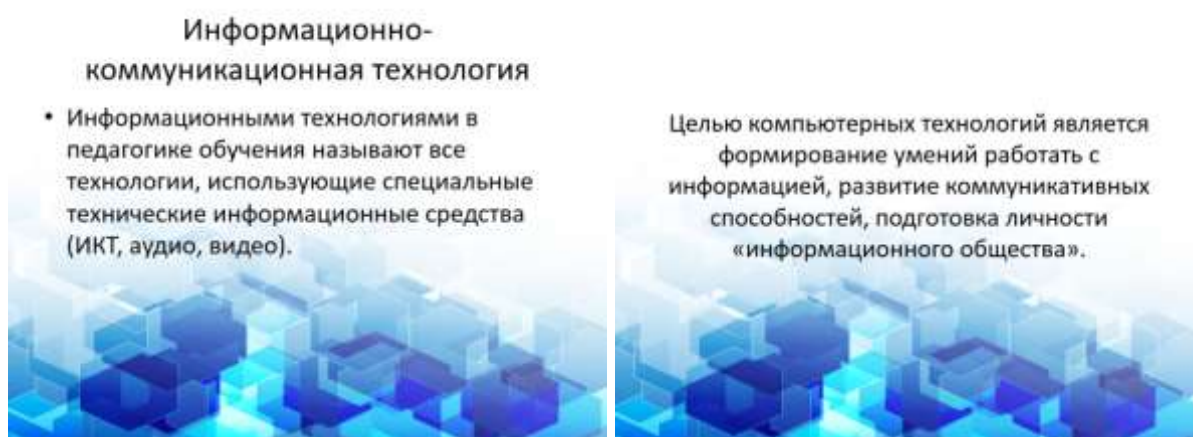 Информационно-
коммуникационная технология
• Информационными технологиями в
педагогике обучения называют все
технологии, использующие специальные
технические информационные средства
(ИКТ, аудио, видео).
Целью компьютерных технологий является
формирование умений работать с
информацией, развитие коммуникативных
способностей, подготовка личности
«информационного общества».